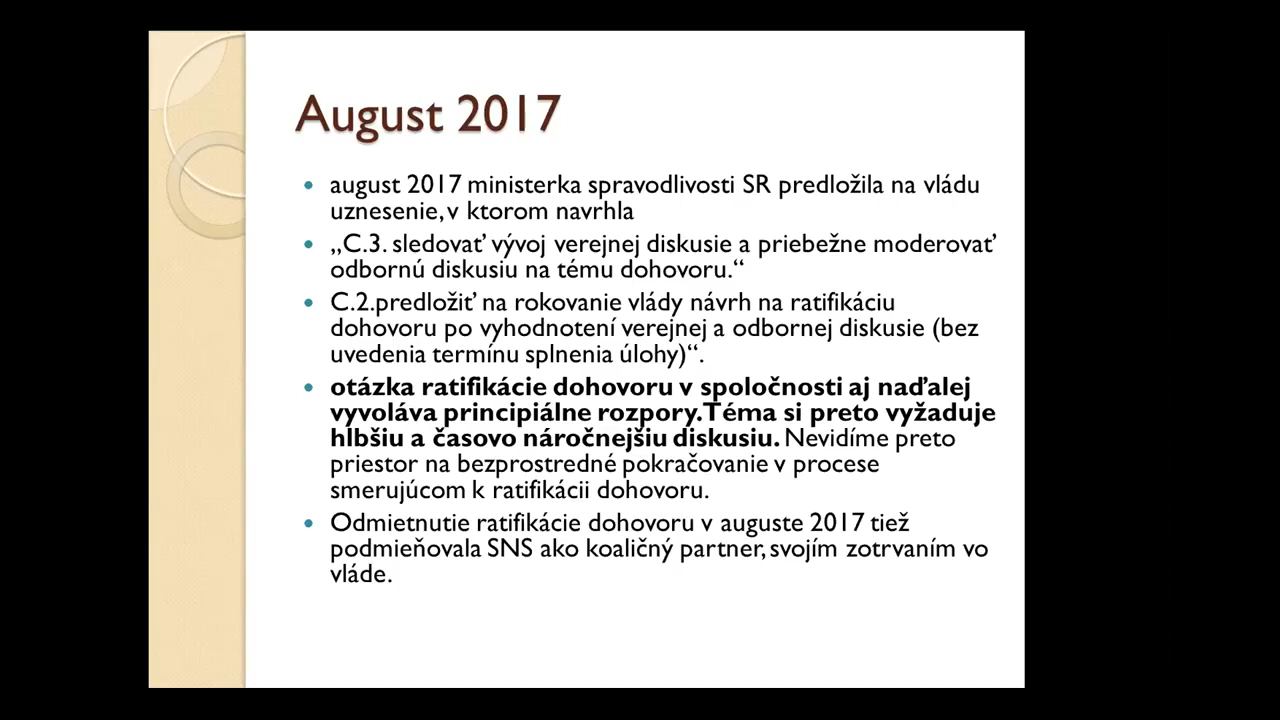 August 2017
august 2017 ministerka spravodlivosti SR predložila na vládu
uznesenie, v ktorom navrhla
„C.3. sledovať vývoj verejnej diskusie a priebežne moderovať
odbornú diskusiu na tému dohovoru.“
C.2.predložiť na rokovanie vlády návrh na ratifikáciu
dohovoru po vyhodnotení verejnej a odbornej diskusie (bez
uvedenia termínu splnenia úlohy)“.
otázka ratifikácie dohovoru v spoločnosti aj naďalej
vyvoláva principiálne rozpory. Téma si preto vyžaduje
hlbšiu a časovo náročnejšiu diskusiu. Nevidíme preto
priestor na bezprostredné pokračovanie v procese
smerujúcom k ratifikácii dohovoru.
Odmietnutie ratifikácie dohovoru v auguste 2017 tiež
podmieňovala SNS ako koaličný partner, svojím zotrvaním vo
vláde.